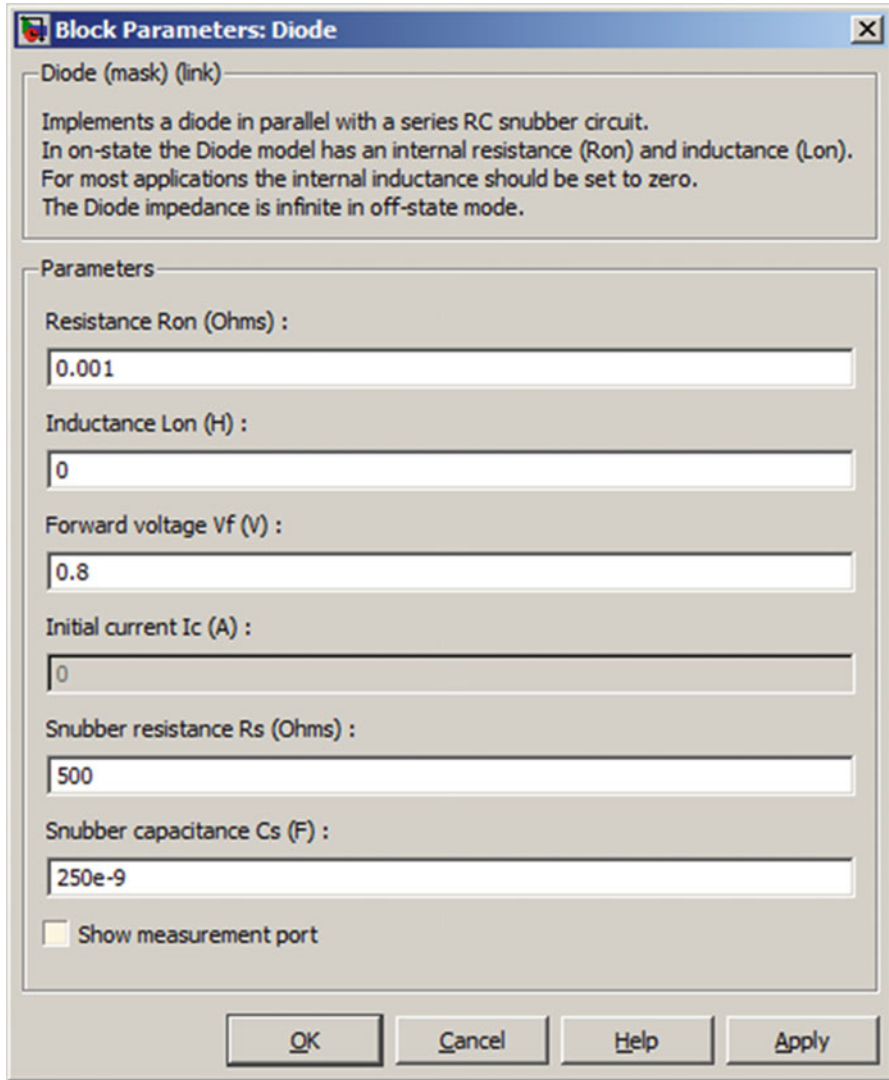 Block Parameters: Diode
Diode (mask) (link)
Implements a diode in parallel with a series RC snubber circuit.
In on-state the Diode model has an internal resistance (Ron) and inductance (Lon).
For most applications the internal inductance should be set to zero.
The Diode impedance is infinite in off-state mode.
Parameters
Resistance Ron (Ohms) :
0.001
Inductance Lon (H) :
0
Forward voltage Vf (V) :
0.8
Initial current Ic (A) :
0
Snubber resistance Rs (Ohms) :
500
Snubber capacitance Cs (F) :
250e-9
Show measurement port
OK Cancel Help Apply